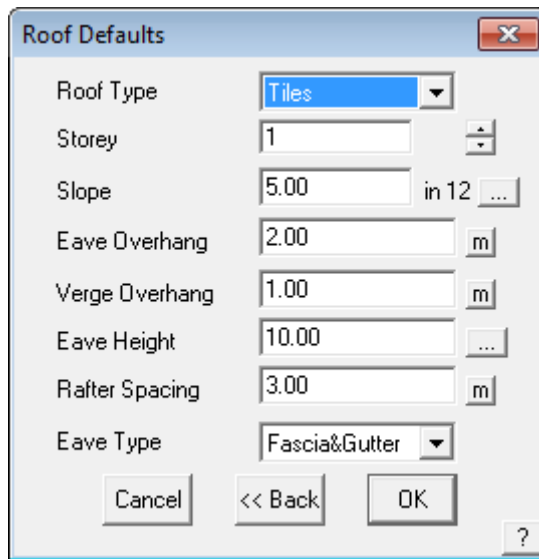 Roof Defaults
Roof Type Tiles
Storey 1
Slope 5.00 in 12 ...
Eave Overhang 2.00 m
Verge Overhang 1.00 m
Eave Height 10.00 ...
Rafter Spacing 3.00 m
Eave Type Fascia&Gutter
Cancel << Back OK
?